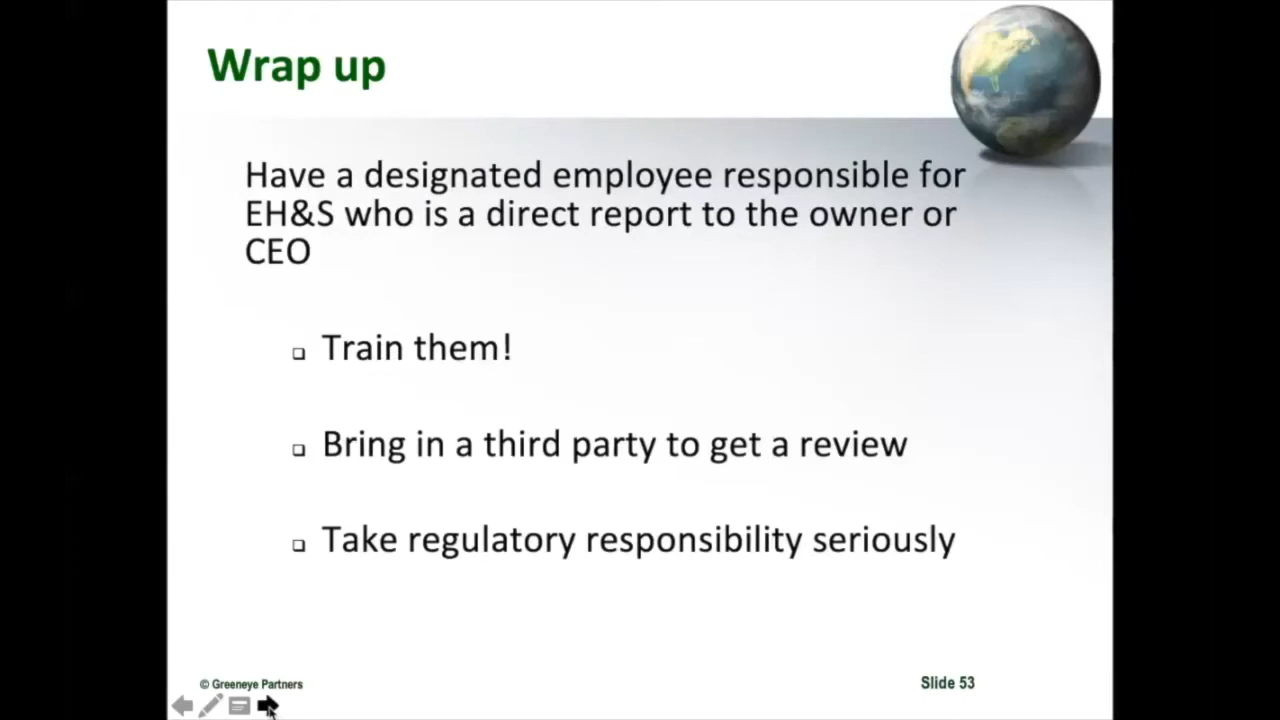 Wrap up
Have a designated employee responsible for
EH&S who is a direct report to the owner or
CEO
❑ Train them!
❑ Bring in a third party to get a review
❑ Take regulatory responsibility seriously
© Greeneye Partners
Slide 53